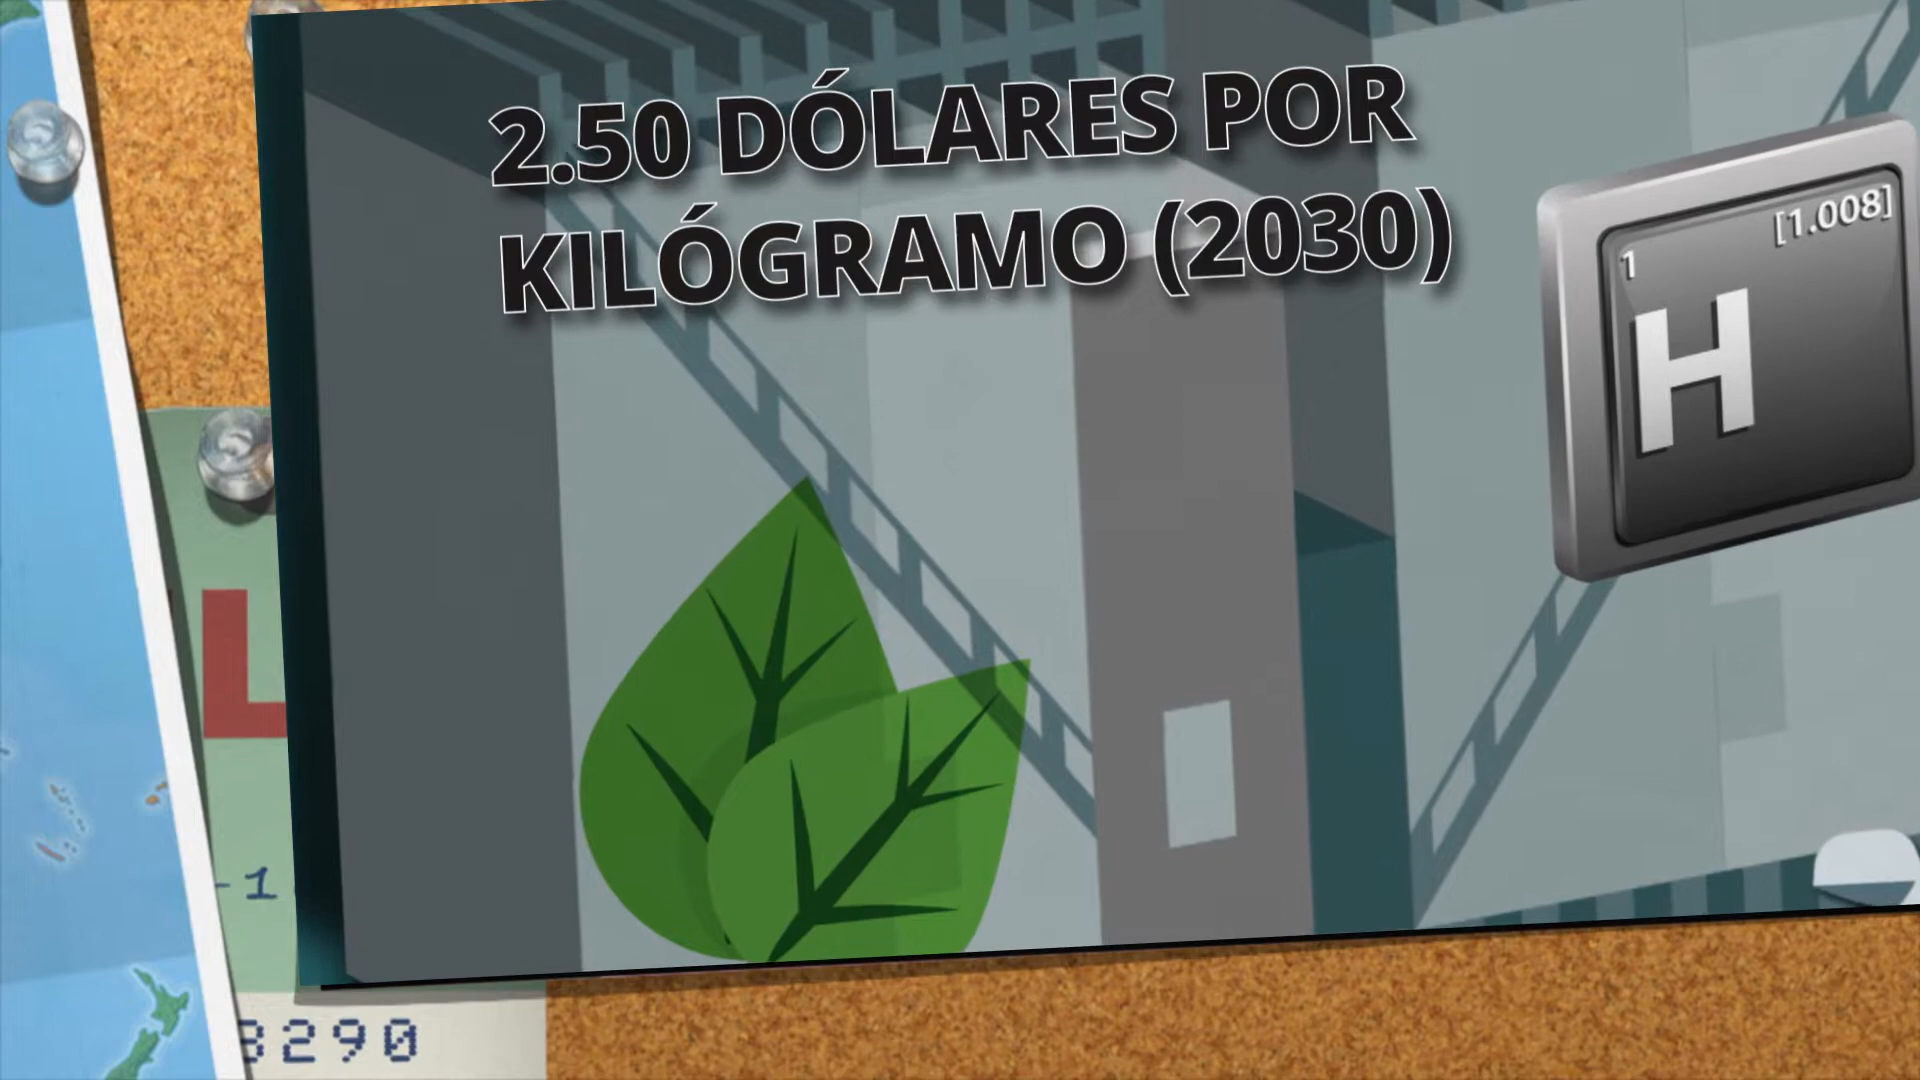 2.50 DÓLARES POR
KILÓGRAMO (2030)
[1.008]
1
H
L
-1
3290